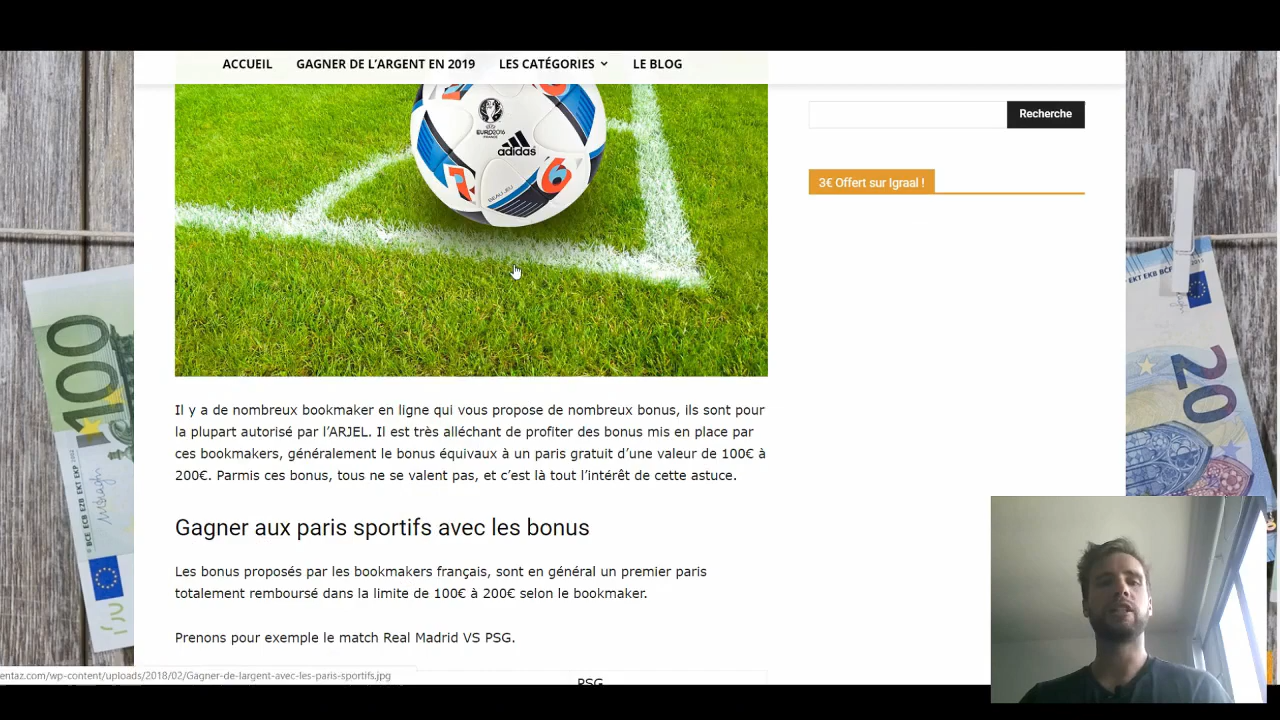 ACCUEIL GAGNER DE L'ARGENT EN 2019 LES CATÉGORIES LE BLOG
Recherche
3€ Offert sur Igraal !
EURO2016
FRANCE
adidas
BEAU JEU
100
20
Il y a de nombreux bookmaker en ligne qui vous propose de nombreux bonus, ils sont pour
la plupart autorisé par l'ARJEL. Il est très alléchant de profiter des bonus mis en place par
ces bookmakers, généralement le bonus équivaux à un paris gratuit d'une valeur de 100€ à
200€. Parmis ces bonus, tous ne se valent pas, et c'est là tout l'intérêt de cette astuce.
Gagner aux paris sportifs avec les bonus
Les bonus proposés par les bookmakers français, sont en général un premier paris
totalement remboursé dans la limite de 100€ à 200€ selon le bookmaker.
Prenons pour exemple le match Real Madrid VS PSG.
entaz.com/wp-content/uploads/2018/02/Gagner-de-largent-avec-les-paris-sportifs.jpg
PSG